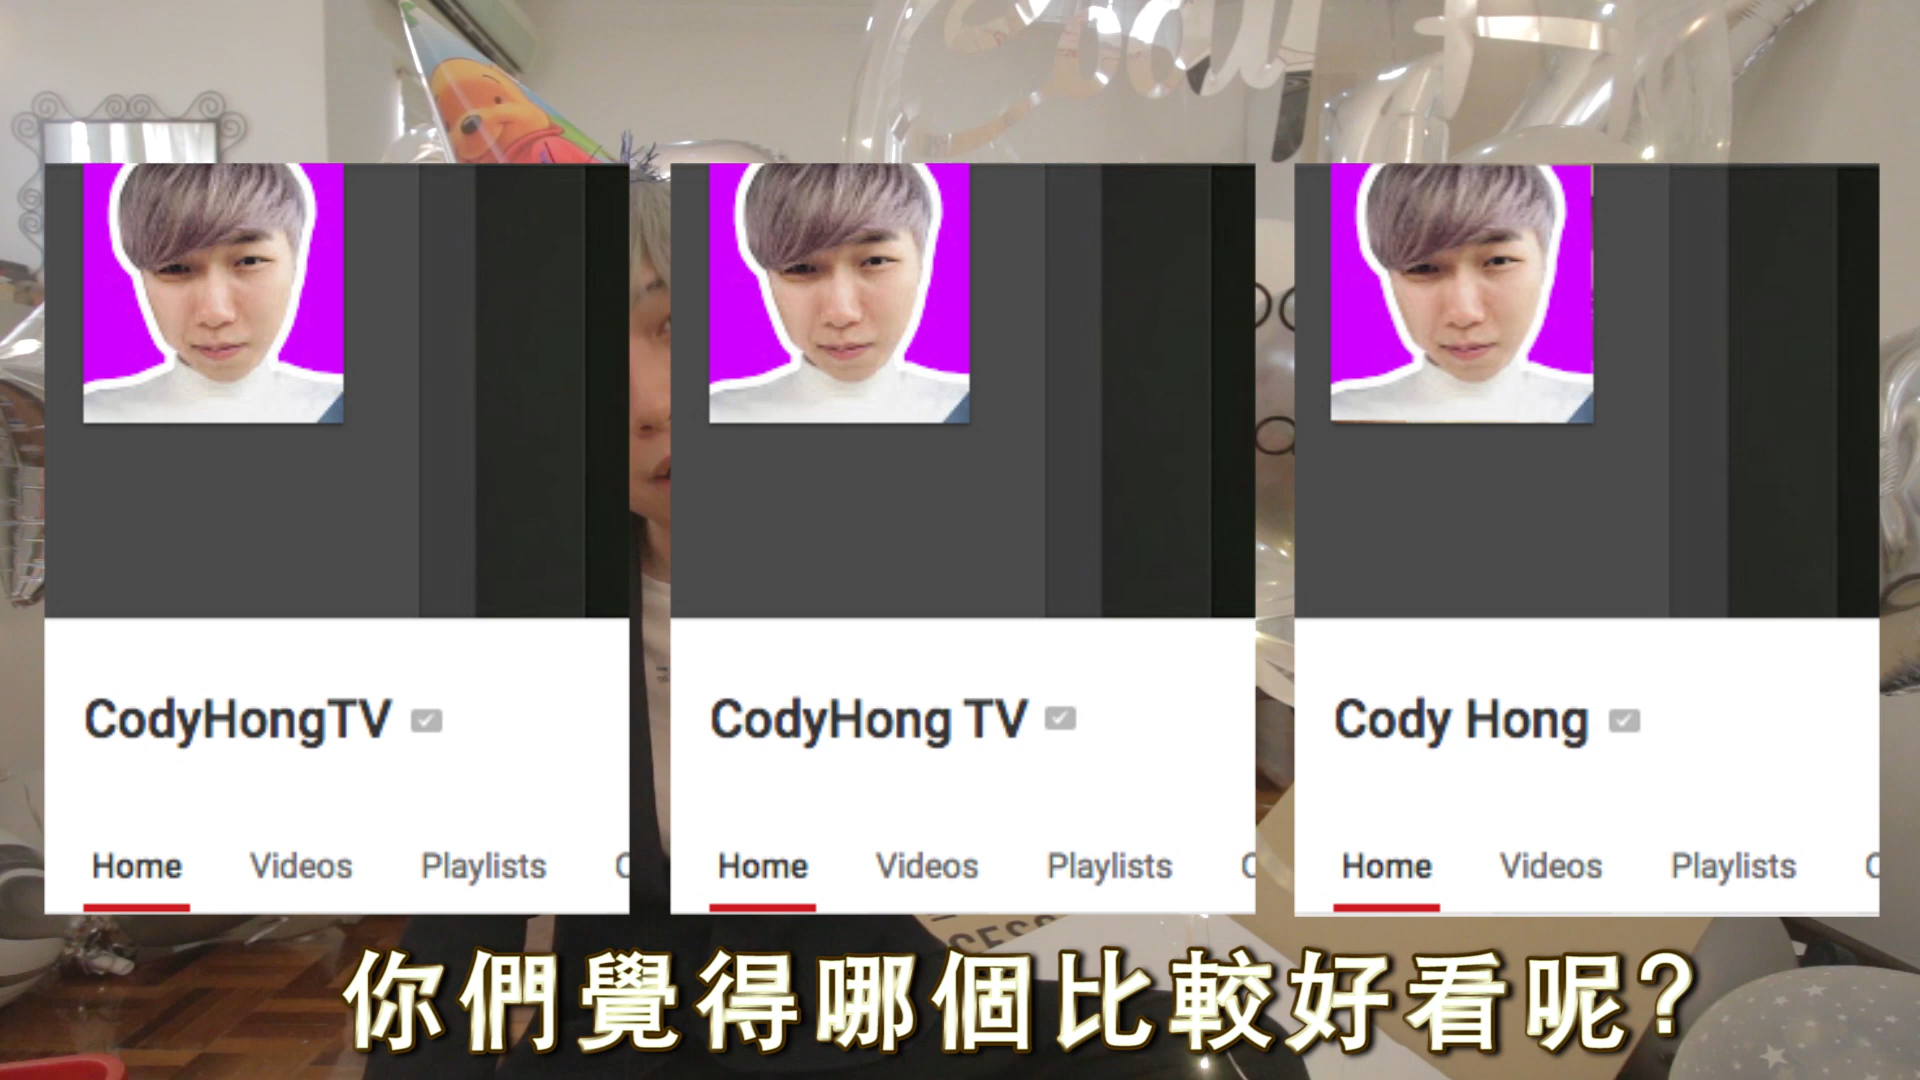 CodyHongTV
CodyHong TV
Cody Hong
Home Videos Playlists
Home Videos Playlists
Home Videos Playlists
你們覺得哪個比較好看呢?